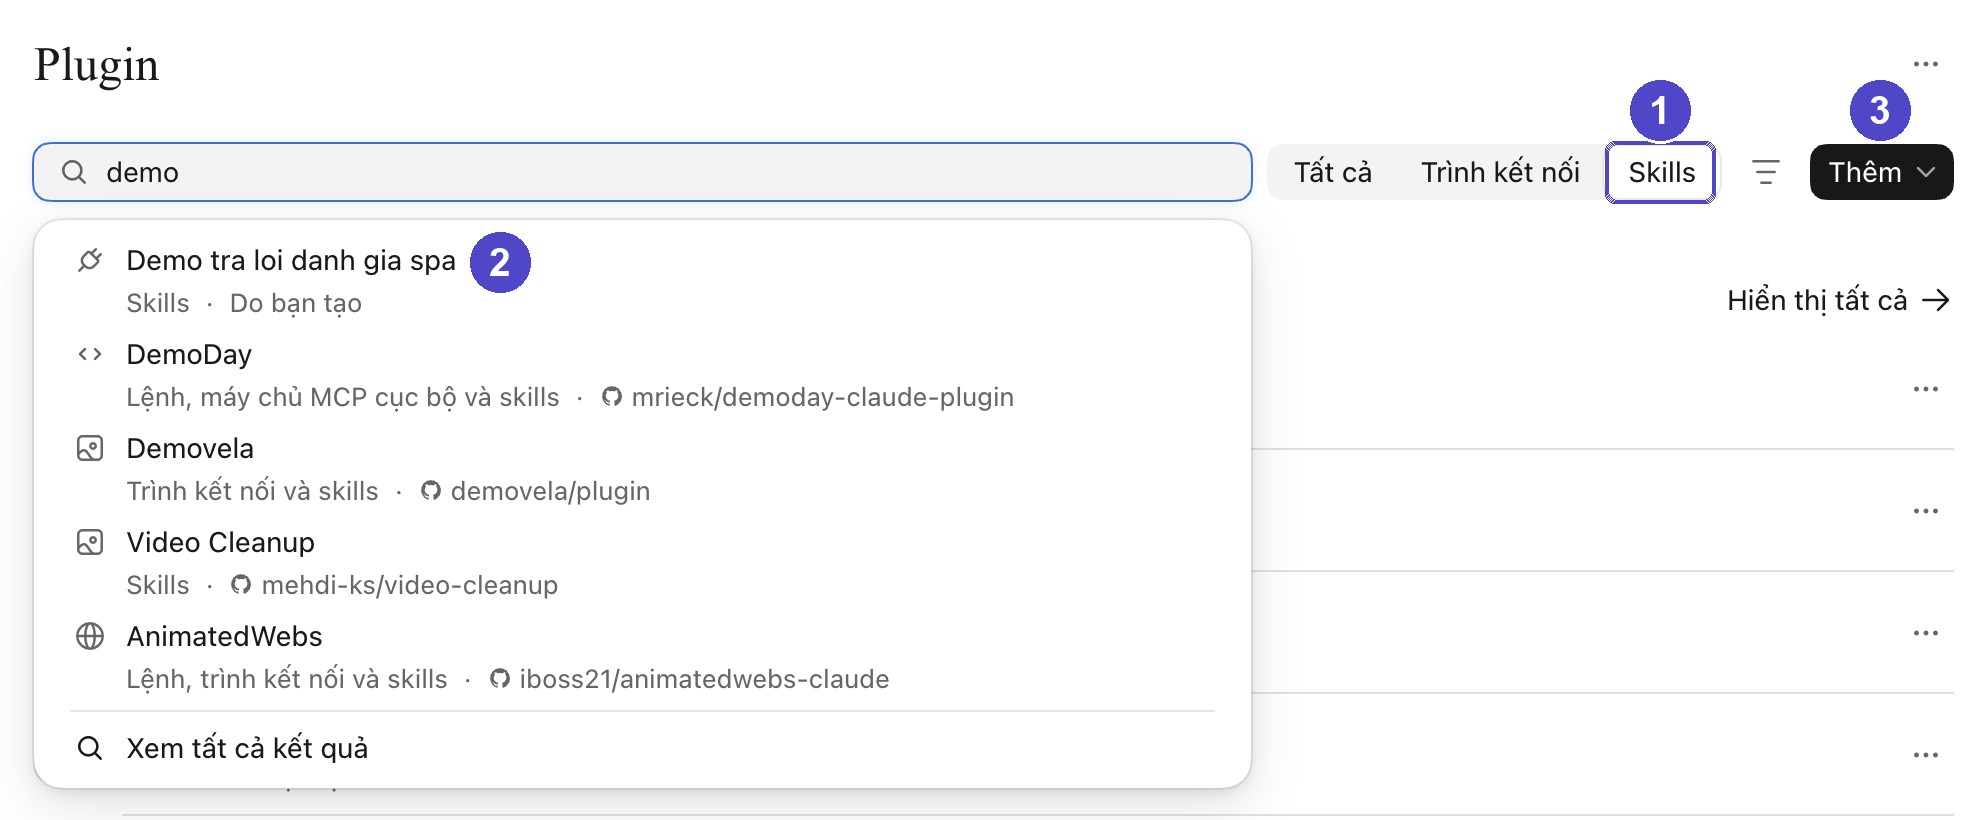 Plugin
1
3
demo
Tất cả
Trình kết nối
Skills
Thêm
Demo tra loi danh gia spa
2
Skills · Do bạn tạo
Hiển thị tất cả →
DemoDay
Lệnh, máy chủ MCP cục bộ và skills · mrieck/demoday-claude-plugin
Demovela
Trình kết nối và skills · demovela/plugin
Video Cleanup
Skills · mehdi-ks/video-cleanup
AnimatedWebs
Lệnh, trình kết nối và skills · iboss21/animatedwebs-claude
Xem tất cả kết quả